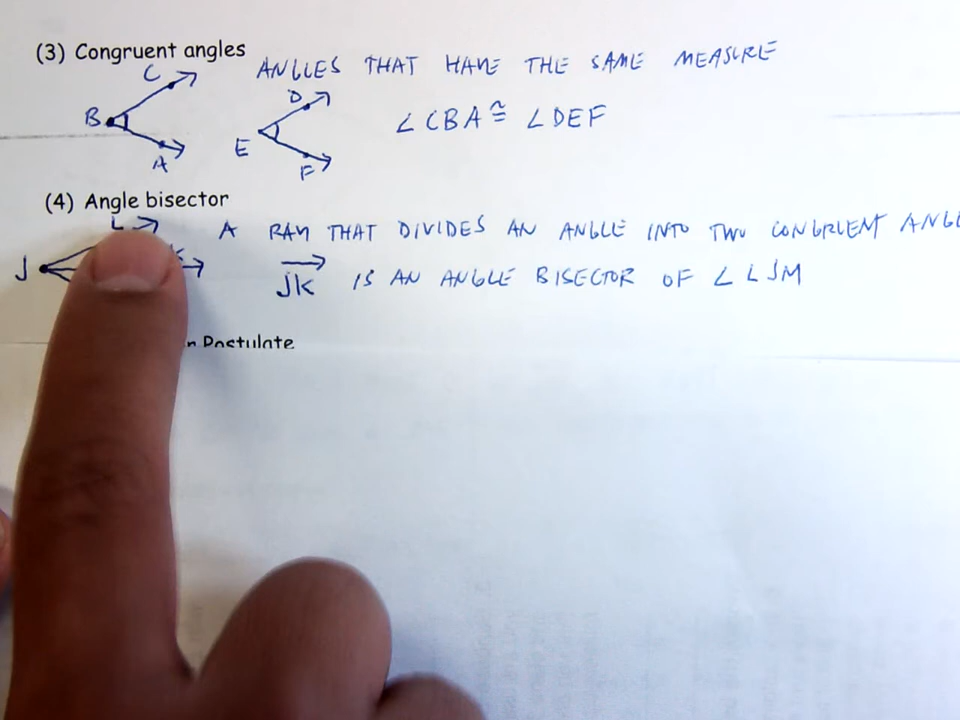 (3) Congruent angles
ANGLES THAT HAVE THE SAME MEASURE
C
D
B
∠CBA ≅ ∠DEF
E
A
F
(4) Angle bisector
L
A RAY THAT DIVIDES AN ANGLE INTO TWO CONGRUENT ANGL
J
JK IS AN ANGLE BISECTOR OF ∠LJM
n Postulate